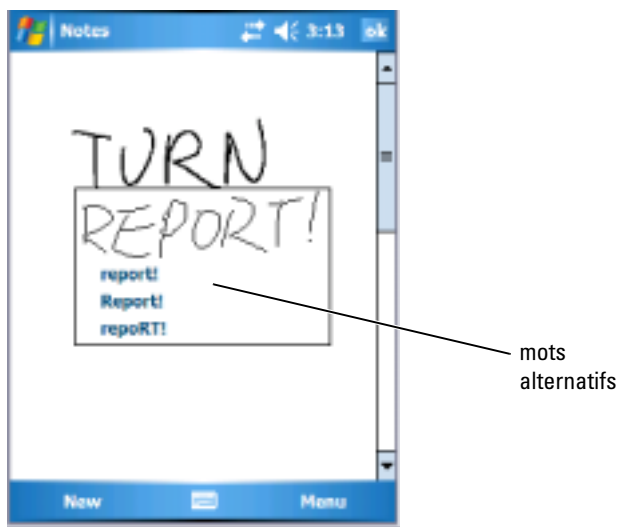 Notes 3:13 ok
TURN
REPORT!
report!
Report!
repoRT!
mots
alternatifs
New Menu